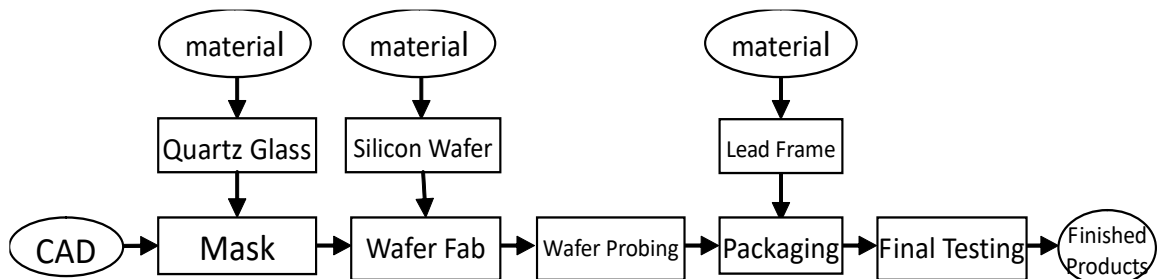 material
material
material
Quartz Glass
Silicon Wafer
Lead Frame
CAD
Mask
Wafer Fab
Wafer Probing
Packaging
Final Testing
Finished
Products